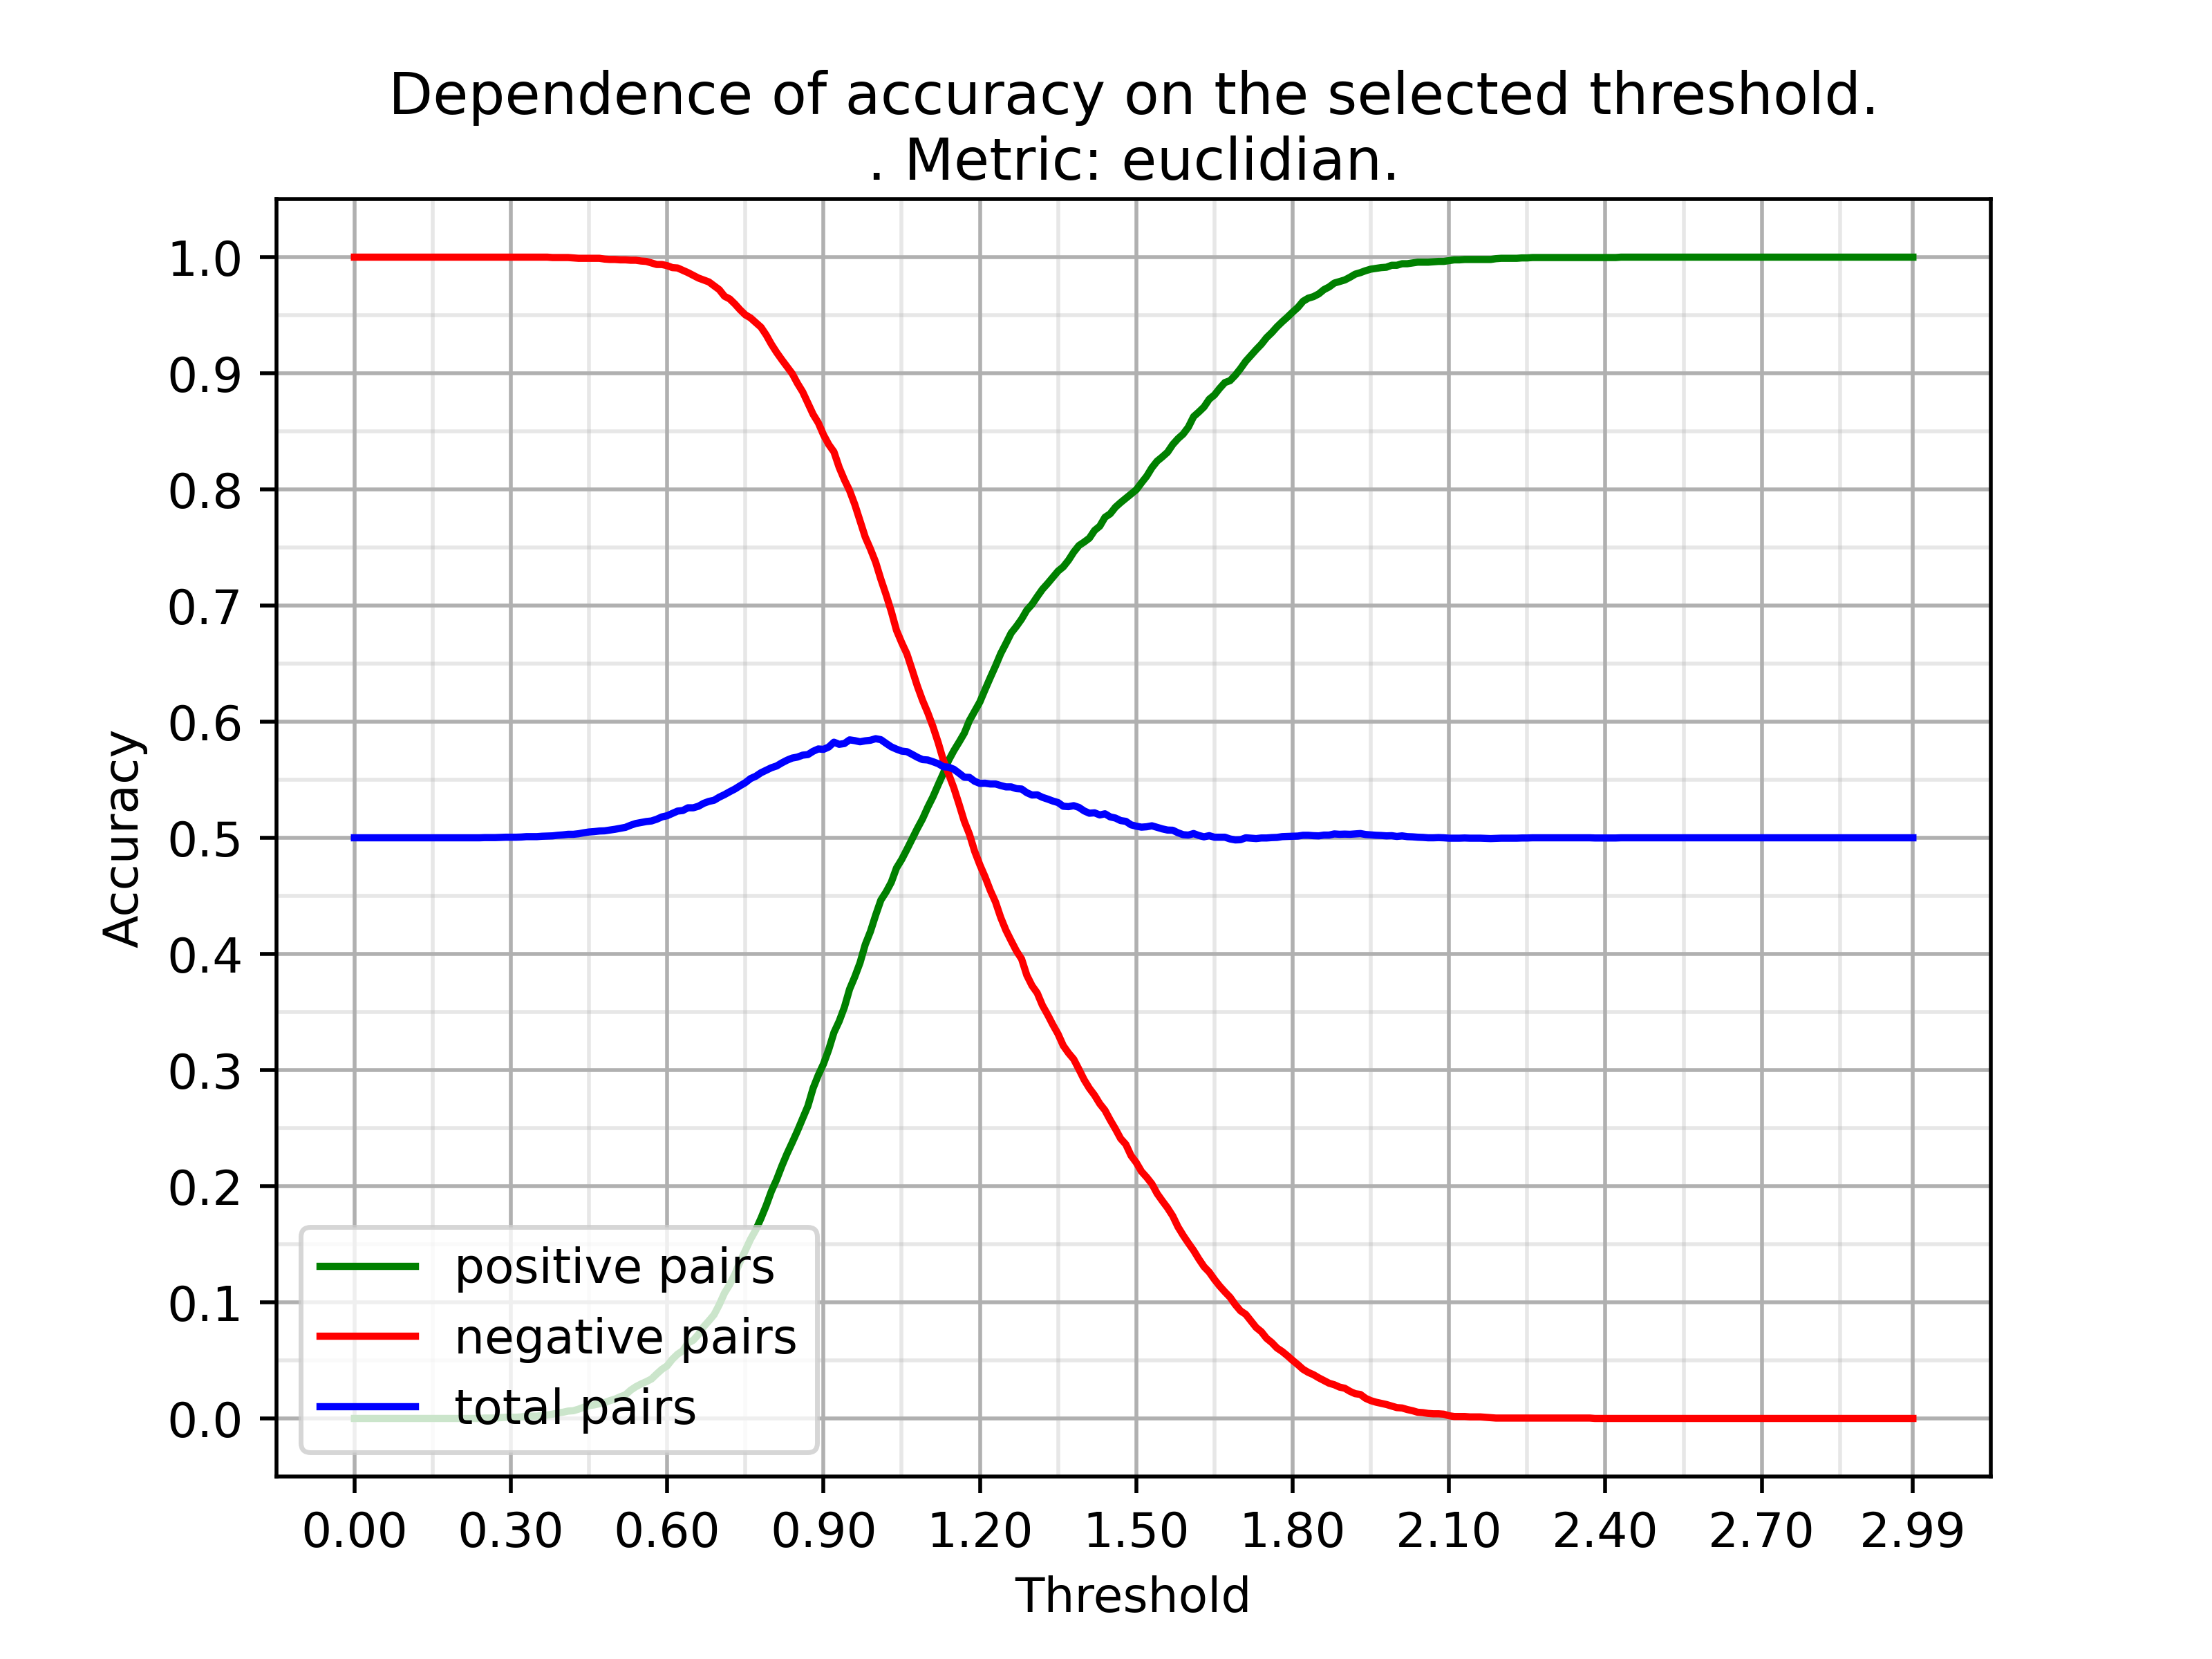 Dependence of accuracy on the selected threshold.
. Metric: euclidian.
1.0
0.9
0.8
0.7
0.6
0.5
0.4
0.3
0.2
0.1
0.0
Accuracy
positive pairs
negative pairs
total pairs
0.00 0.30 0.60 0.90 1.20 1.50 1.80 2.10 2.40 2.70 2.99
Threshold